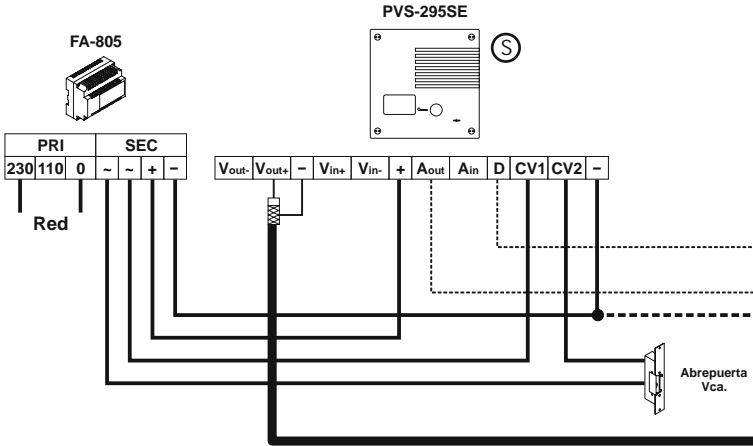 PVS-295SE
S
FA-805
PRI SEC
230 110 0 ~ ~ + −
Vout- Vout+ − Vin+ Vin- + Aout Ain D CV1 CV2 −
Red
Abrepuerta
Vca.